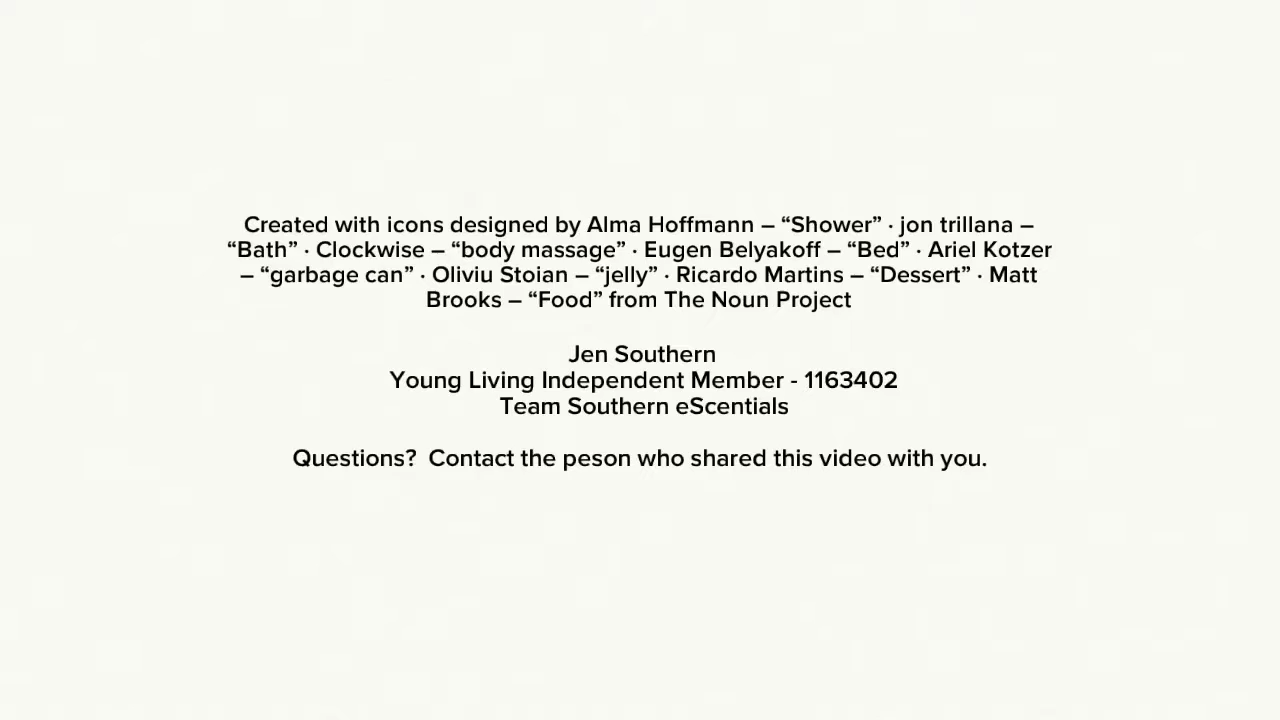 Created with icons designed by Alma Hoffmann – “Shower” · jon trillana –
“Bath” · Clockwise – “body massage” · Eugen Belyakoff – “Bed” · Ariel Kotzer
– “garbage can” · Oliviu Stoian – “jelly” · Ricardo Martins – “Dessert” · Matt
Brooks – “Food” from The Noun Project
Jen Southern
Young Living Independent Member - 1163402
Team Southern eScentials
Questions?  Contact the peson who shared this video with you.